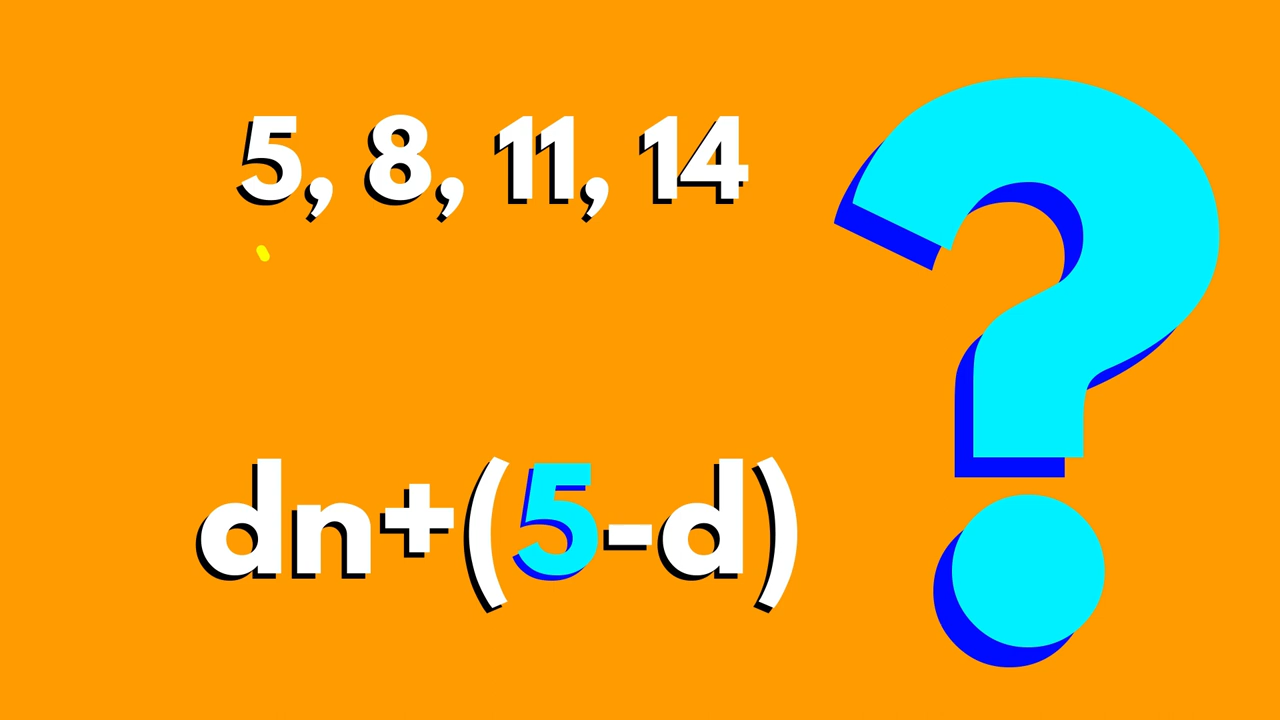 5, 8, 11, 14
dn+(5-d)
?